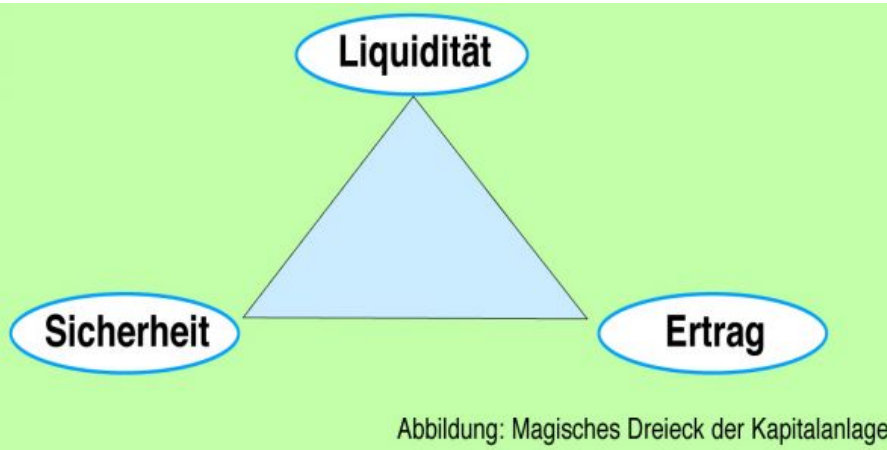 Liquidität
Sicherheit
Ertrag
Abbildung: Magisches Dreieck der Kapitalanlage